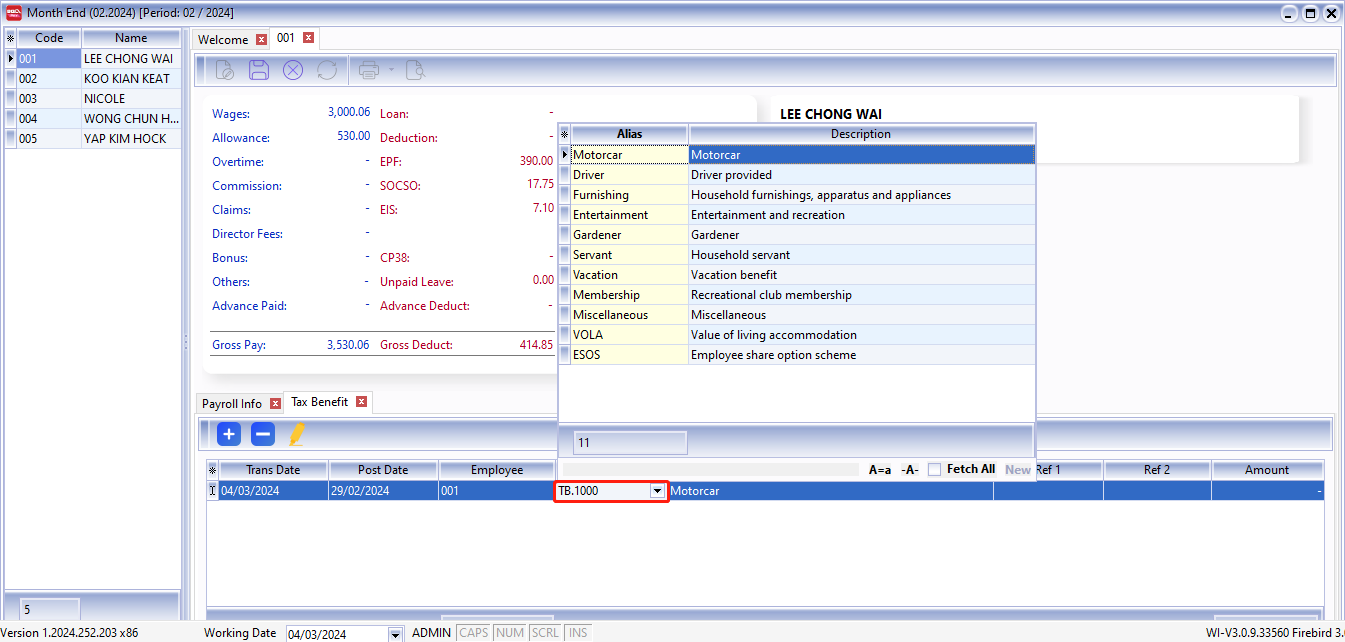 Month End (02.2024) [Period: 02 / 2024]
Code Name
001 LEE CHONG WAI
002 KOO KIAN KEAT
003 NICOLE
004 WONG CHUN H...
005 YAP KIM HOCK
5
Welcome 001
Wages: 3,000.06 Loan: -
Allowance: 530.00 Deduction: -
Overtime: - EPF: 390.00
Commission: - SOCSO: 17.75
Claims: - EIS: 7.10
Director Fees: -
Bonus: - CP38: -
Others: - Unpaid Leave: 0.00
Advance Paid: - Advance Deduct: -
Gross Pay: 3,530.06 Gross Deduct: 414.85
LEE CHONG WAI
Alias Description
Motorcar Motorcar
Driver Driver provided
Furnishing Household furnishings, apparatus and appliances
Entertainment Entertainment and recreation
Gardener Gardener
Servant Household servant
Vacation Vacation benefit
Membership Recreational club membership
Miscellaneous Miscellaneous
VOLA Value of living accommodation
ESOS Employee share option scheme
11
A=a -A- Fetch All New
Payroll Info Tax Benefit
Trans Date Post Date Employee Ref 1 Ref 2 Amount
04/03/2024 29/02/2024 001 TB.1000 Motorcar -
Version 1.2024.252.203 x86 Working Date 04/03/2024 ADMIN CAPS NUM SCRL INS WI-V3.0.9.33560 Firebird 3.